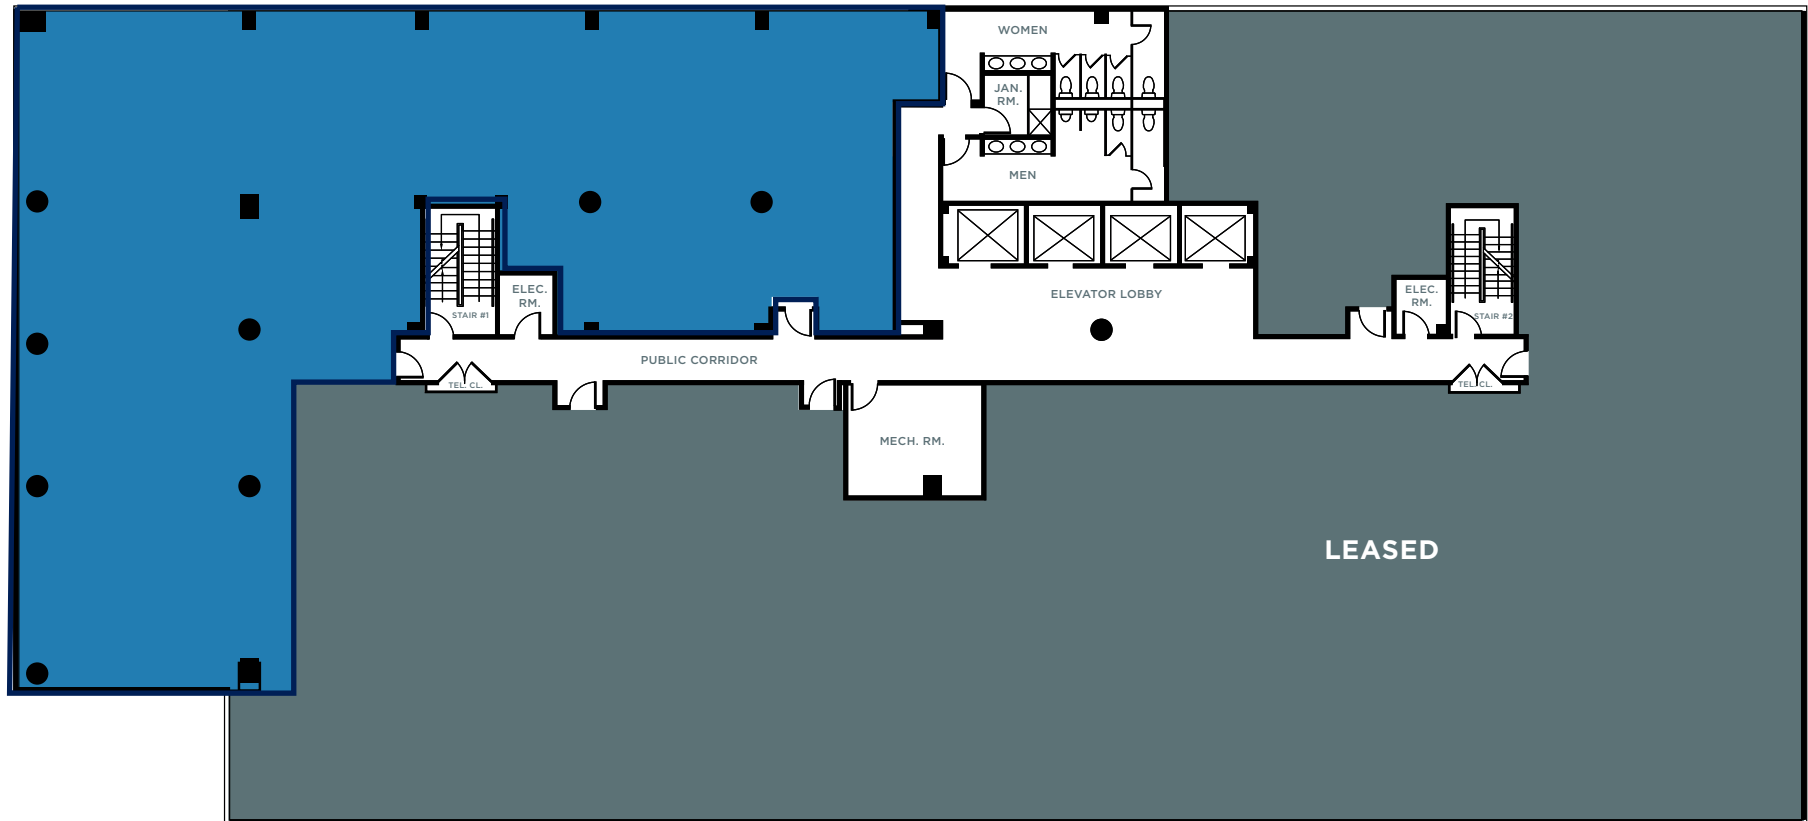 WOMEN
JAN.
RM.
MEN
ELEC.
RM.
STAIR #1
ELEVATOR LOBBY
ELEC.
RM.
STAIR #2
PUBLIC CORRIDOR
TEL. CL.
TEL. CL.
MECH. RM.
LEASED